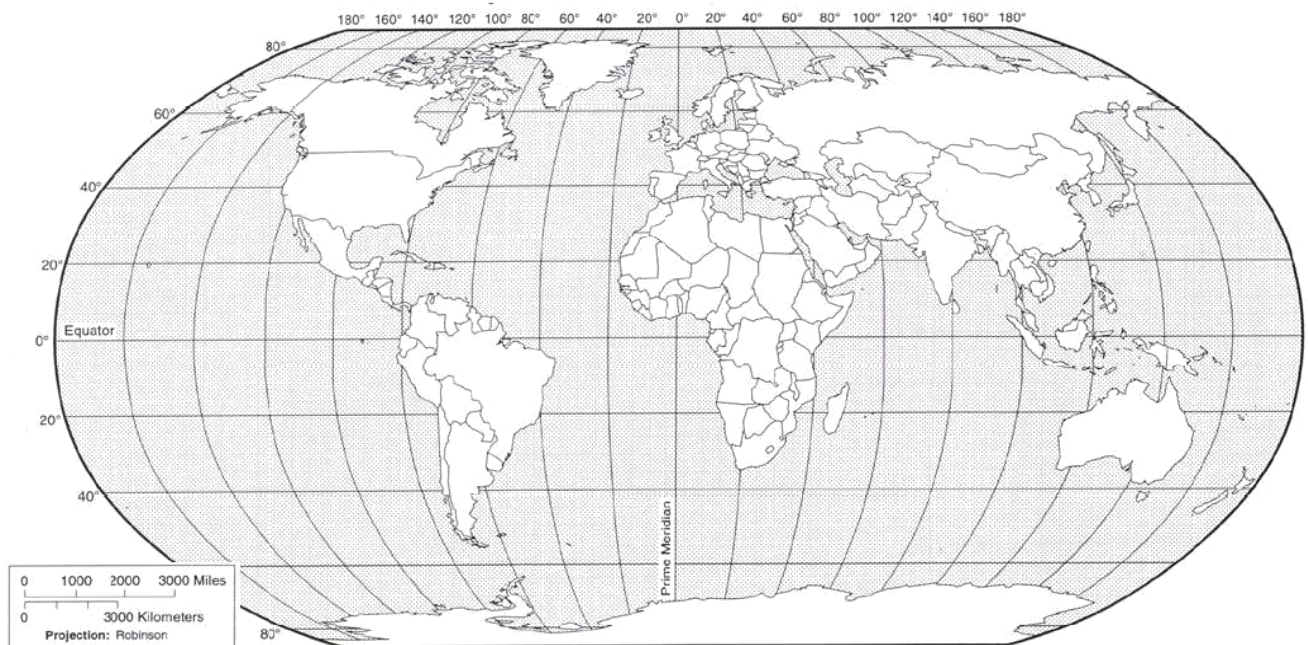 180° 160° 140° 120° 100° 80° 60° 40° 20° 0° 20° 40° 60° 80° 100° 120° 140° 160° 180°
80°
60°
40°
20°
Equator
0°
20°
40°
Prime Meridian
0 1000 2000 3000 Miles
0 3000 Kilometers
Projection: Robinson
80°